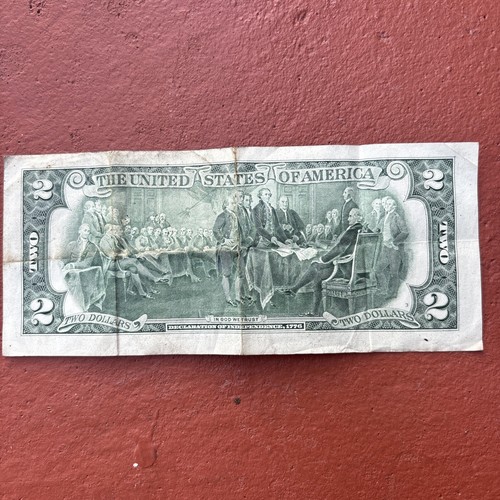 THE UNITED STATES OF AMERICA
2
2
TWO
TWO
2
2
TWO DOLLARS
IN GOD WE TRUST
TWO DOLLARS
DECLARATION OF INDEPENDENCE, 1776